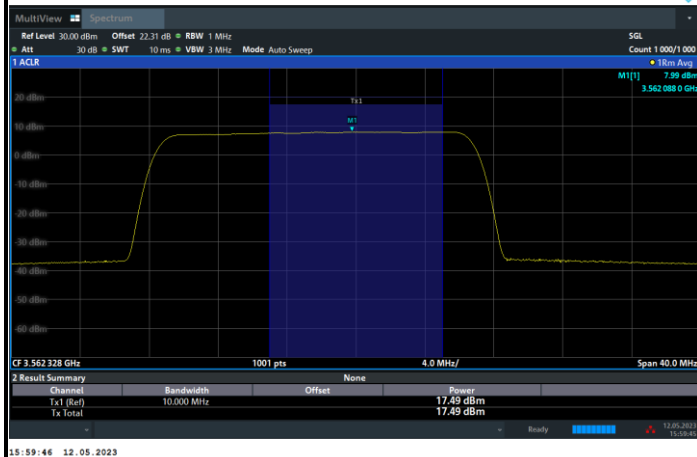 MultiView Spectrum
Ref Level 30.00 dBm Offset 22.31 dB RBW 1 MHz SGL
Att 30 dB SWT 10 ms VBW 3 MHz Mode Auto Sweep Count 1 000/1 000
1 ACLR 1Rm Avg
M1[1] 7.99 dBm
3.562 088 0 GHz
20 dBm
Tx1
10 dBm
M1
0 dBm
-10 dBm
-20 dBm
-30 dBm
-40 dBm
-50 dBm
-60 dBm
CF 3.562 328 GHz 1001 pts 4.0 MHz/ Span 40.0 MHz
2 Result Summary None
Channel Bandwidth Offset Power
Tx1 (Ref) 10.000 MHz 17.49 dBm
Tx Total 17.49 dBm
Ready 12.05.2023
15:59:45
15:59:46 12.05.2023